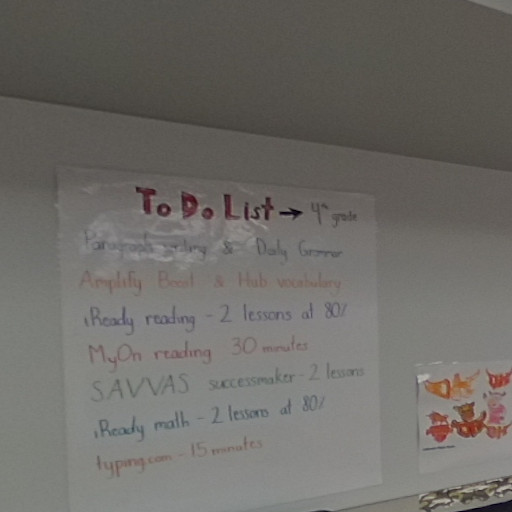 To Do List → 4th grade
Paragraph writing & Daily Grammar
Amplify Boost & Hub vocabulary
iReady reading - 2 lessons at 80%
MyOn reading 30 minutes
SAVVAS successmaker - 2 lessons
iReady math - 2 lessons at 80%
typing.com - 15 minutes